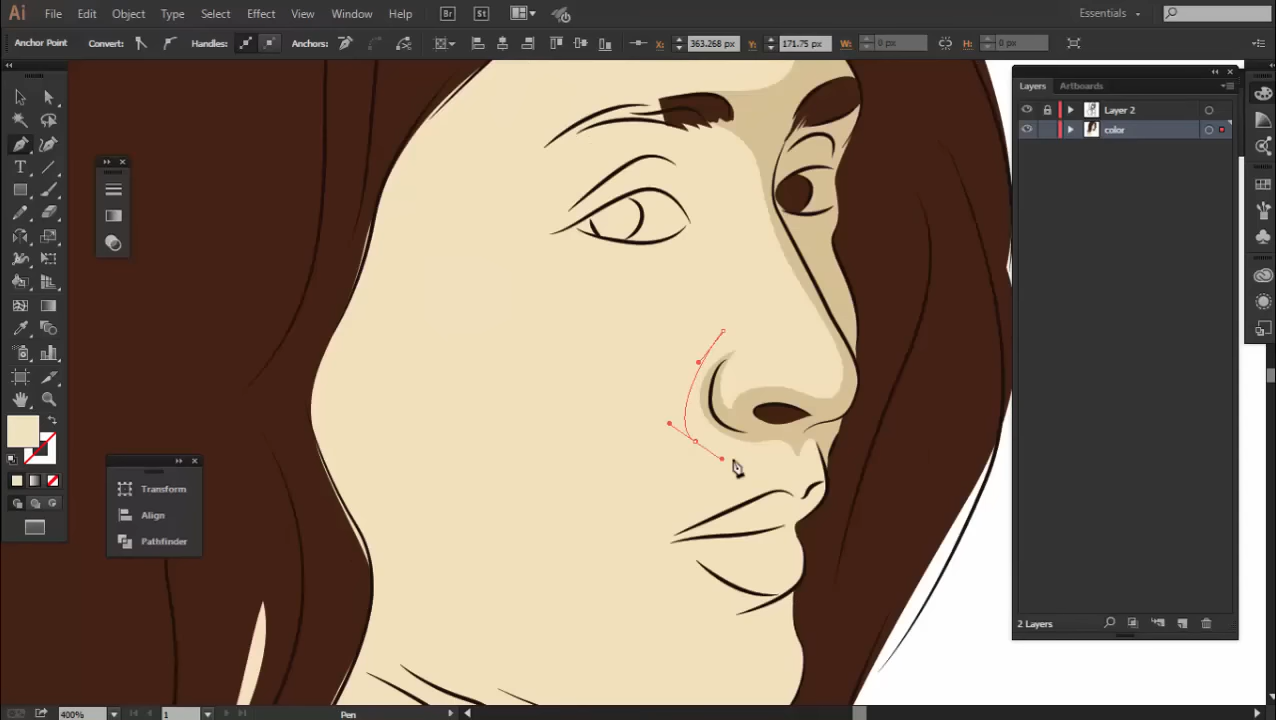 Ai File Edit Object Type Select Effect View Window Help Br St Essentials
Anchor Point Convert: Handles: Anchors: X: 363.268 px Y: 171.75 px W: 0 px H: 0 px
Layers Artboards
Layer 2
color
Transform
Align
Pathfinder
2 Layers
400% 1 Pen